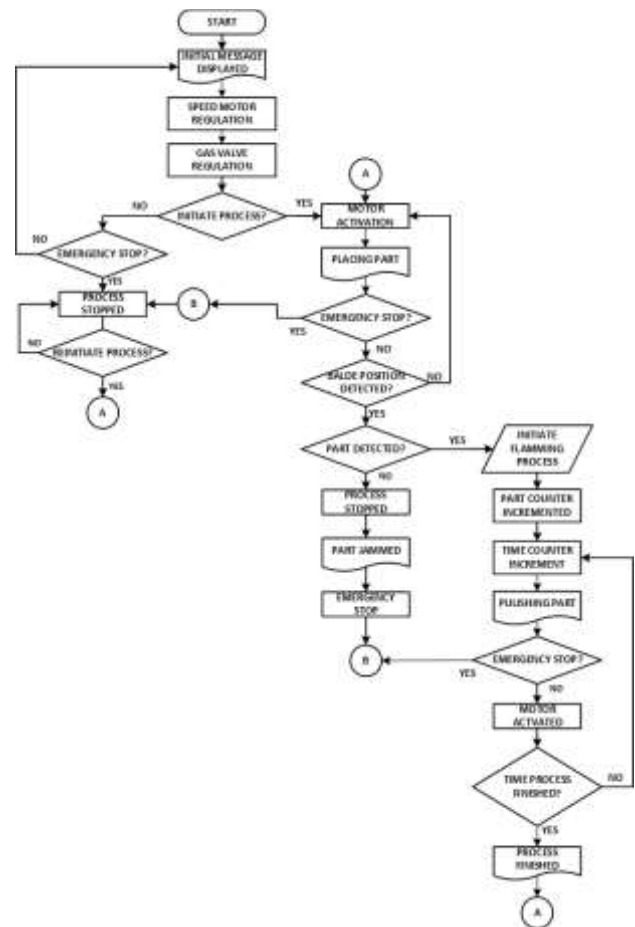 START
INITIAL MESSAGE
DISPLAYED
SPEED MOTOR
REGULATION
GAS VALVE
REGULATION
A
NO
INITIATE PROCESS?
YES
MOTOR
ACTIVATION
NO
EMERGENCY STOP?
YES
PLACING PART
PROCESS
STOPPED
B
YES
EMERGENCY STOP?
NO
NO
REINITIATE PROCESS?
YES
A
BALDE POSITION
DETECTED?
NO
YES
PART DETECTED?
YES
INITIATE
FLAMMING
PROCESS
NO
PROCESS
STOPPED
PART COUNTER
INCREMENTED
PART JAMMED
TIME COUNTER
INCREMENT
EMERGENCY
STOP
PULISHING PART
B
YES
EMERGENCY STOP?
NO
MOTOR
ACTVATED
TIME PROCESS
FINISHED?
NO
YES
PROCESS
FINISHED
A